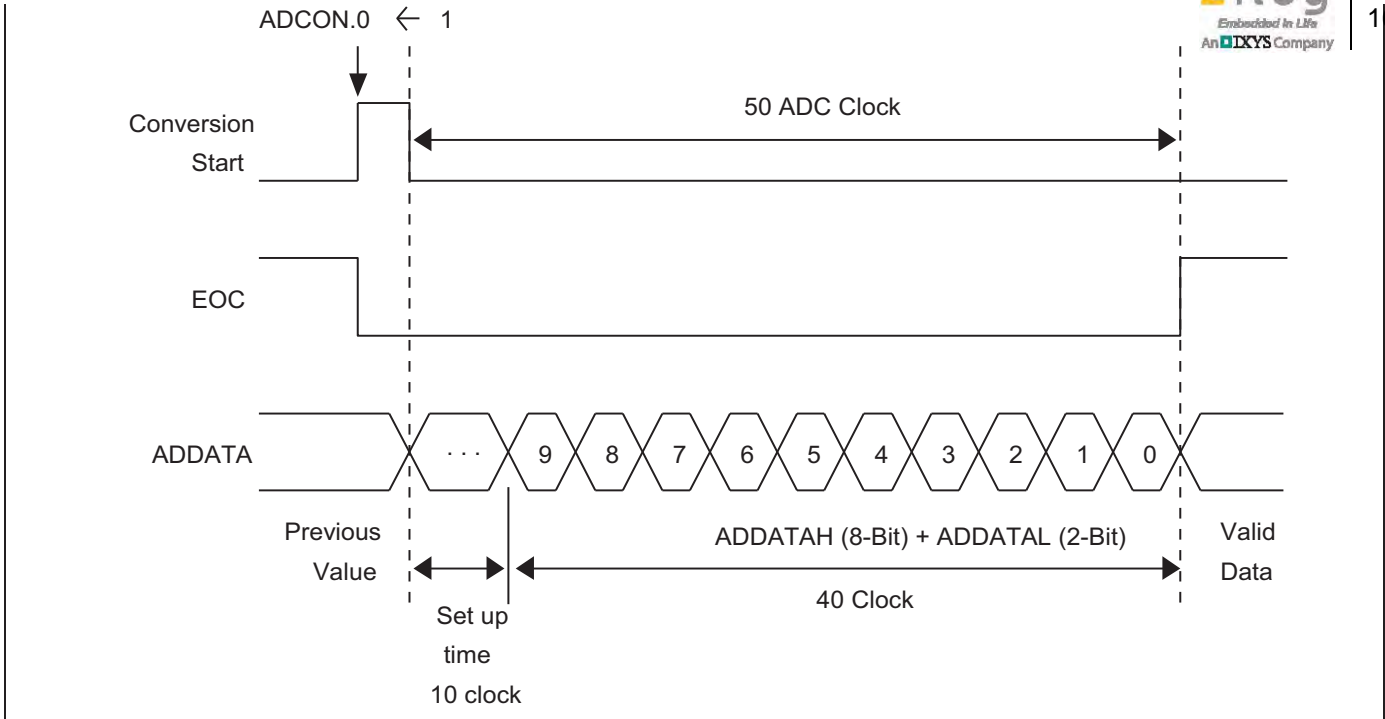 ADCON.0 ← 1
Embedded In Life
An IXYS Company
1
50 ADC Clock
Conversion
Start
EOC
ADDATA
· · · 9 8 7 6 5 4 3 2 1 0
Previous
Value
ADDATAH (8-Bit) + ADDATAL (2-Bit)
Valid
Data
40 Clock
Set up
time
10 clock